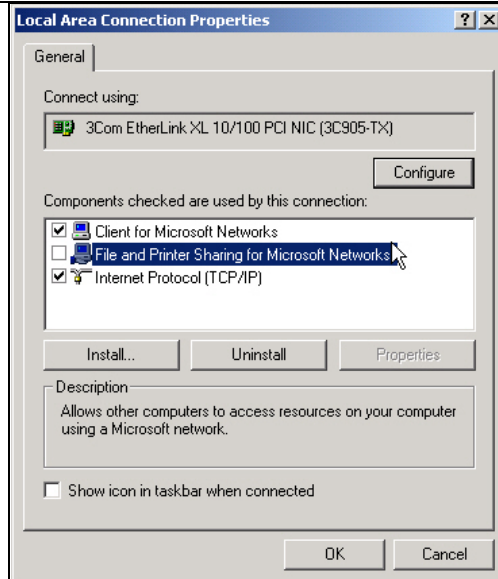 Local Area Connection Properties
General
Connect using:
3Com EtherLink XL 10/100 PCI NIC (3C905-TX)
Configure
Components checked are used by this connection:
Client for Microsoft Networks
File and Printer Sharing for Microsoft Networks
Internet Protocol (TCP/IP)
Install... Uninstall Properties
Description
Allows other computers to access resources on your computer
using a Microsoft network.
Show icon in taskbar when connected
OK Cancel